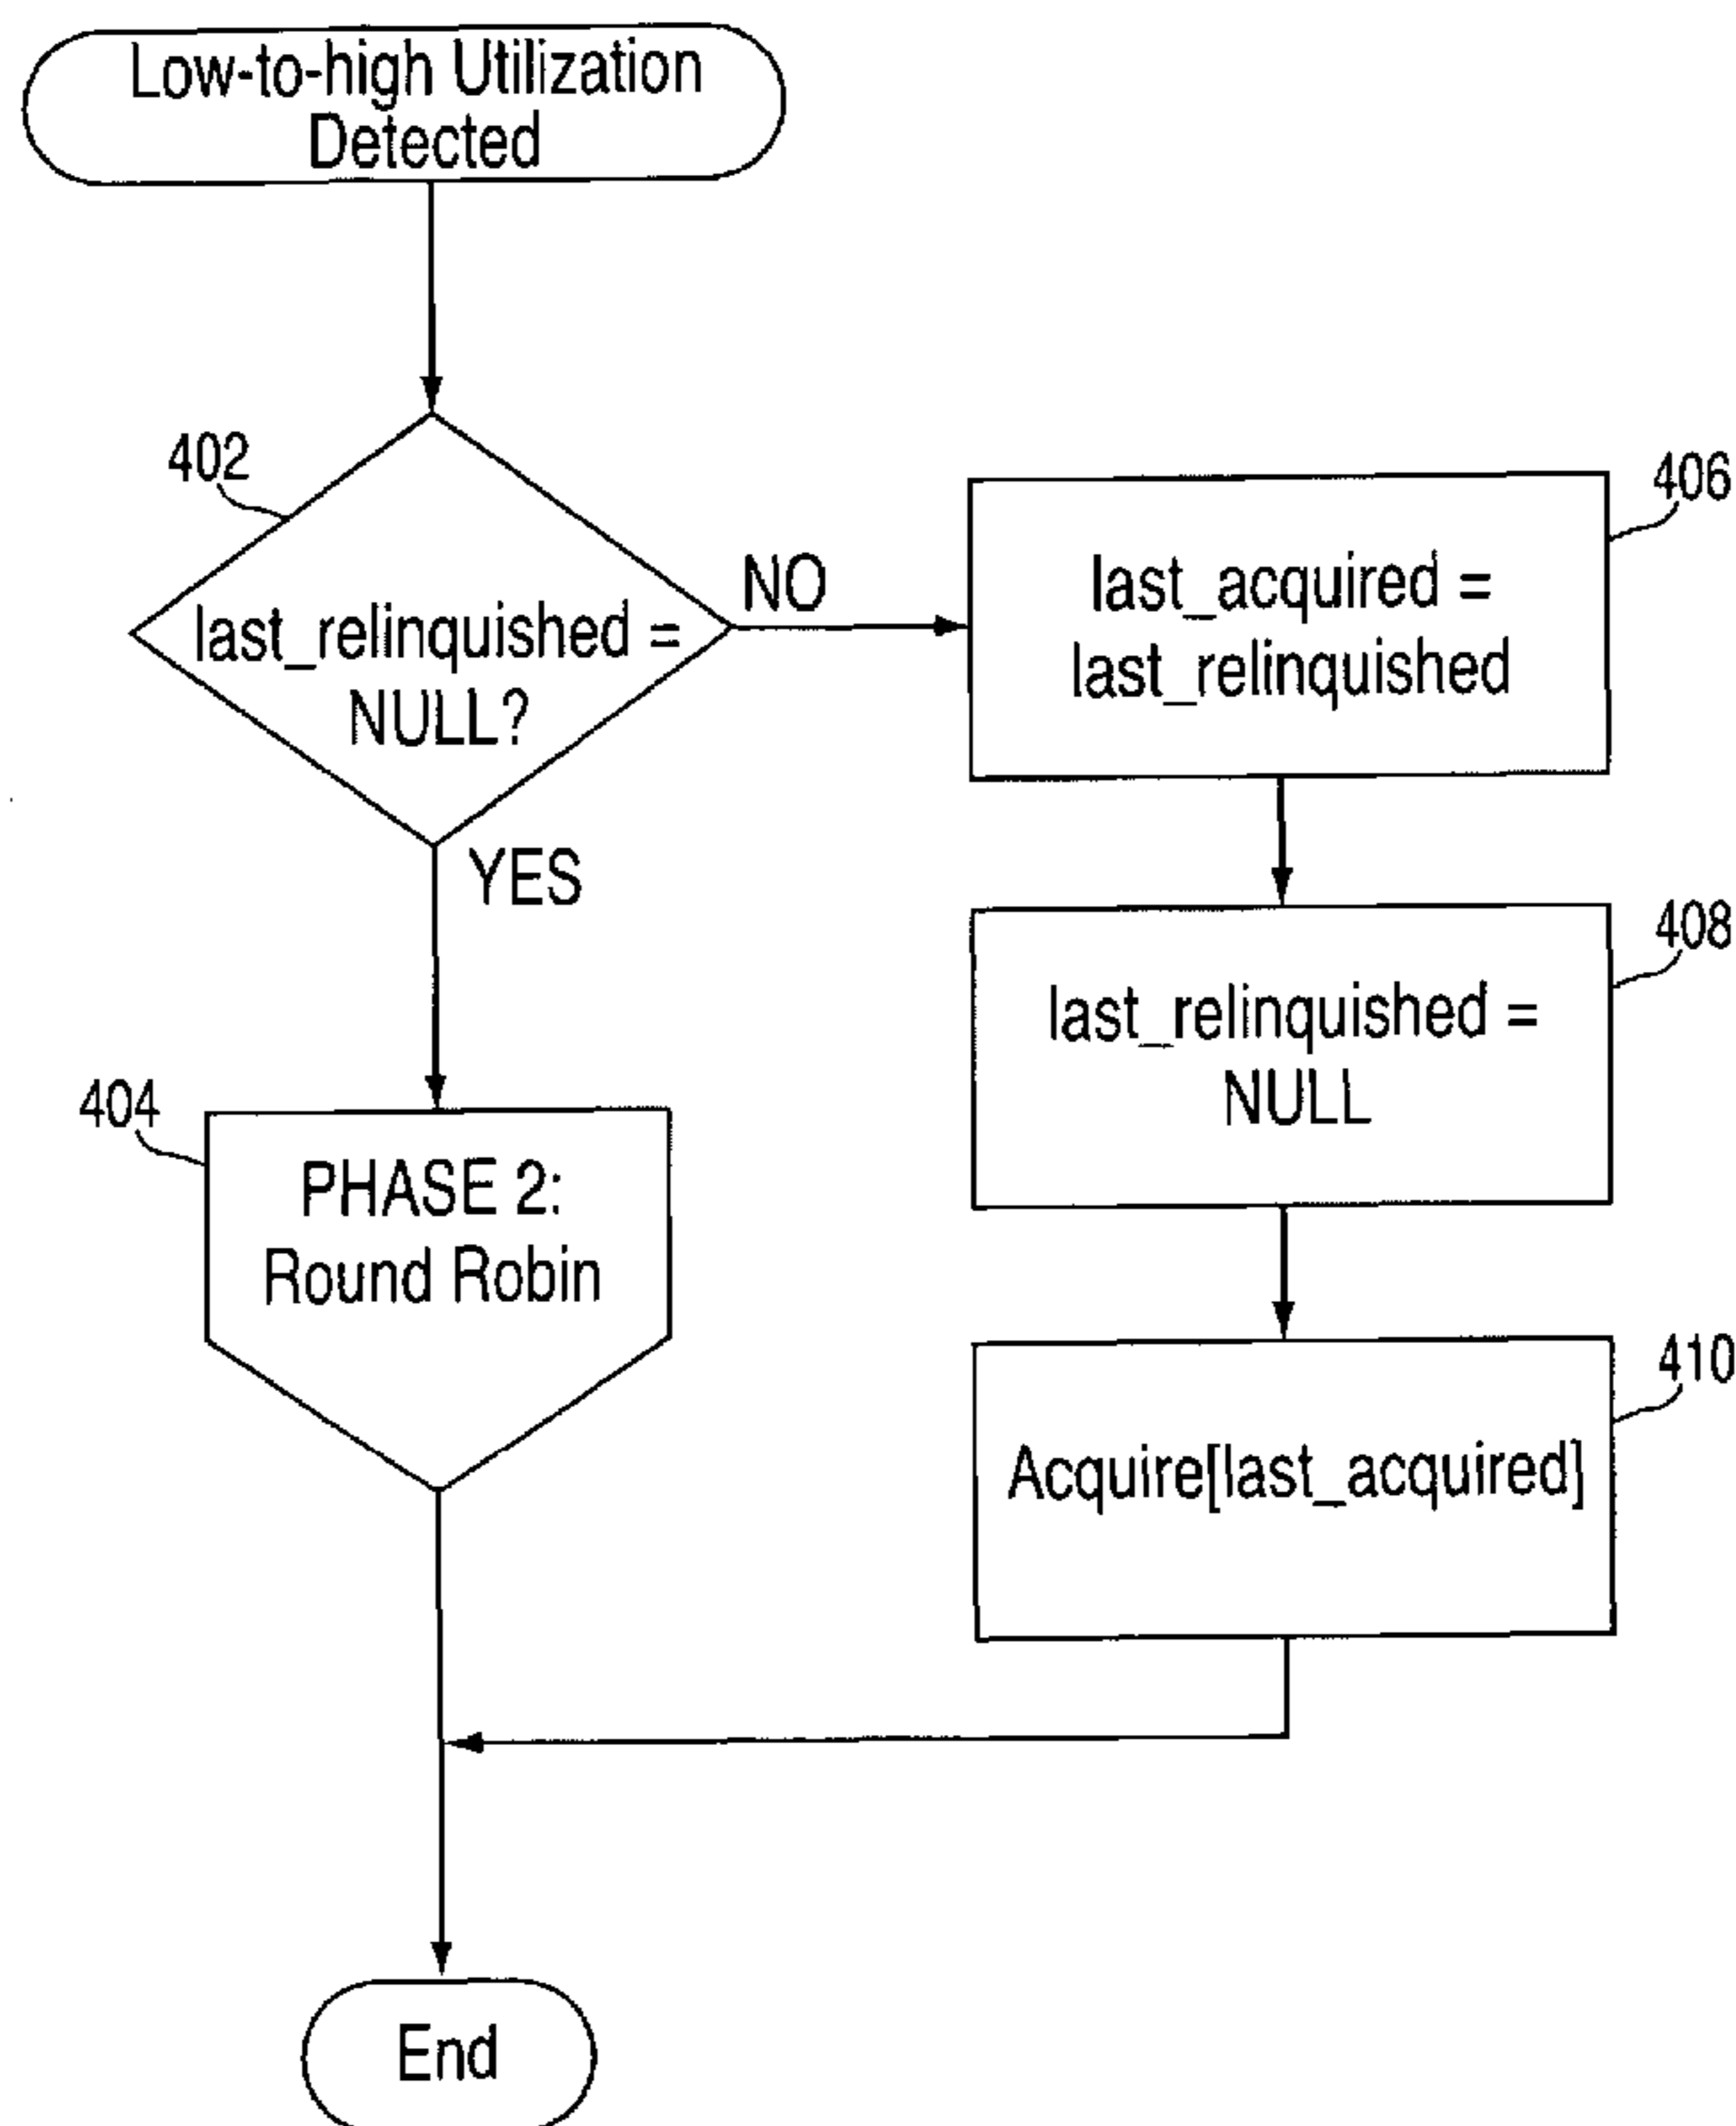 Low-to-high Utilization
Detected
402
last_relinquished =
NULL?
NO
YES
406
last_acquired =
last_relinquished
408
last_relinquished =
NULL
404
PHASE 2:
Round Robin
410
Acquire[last_acquired]
End